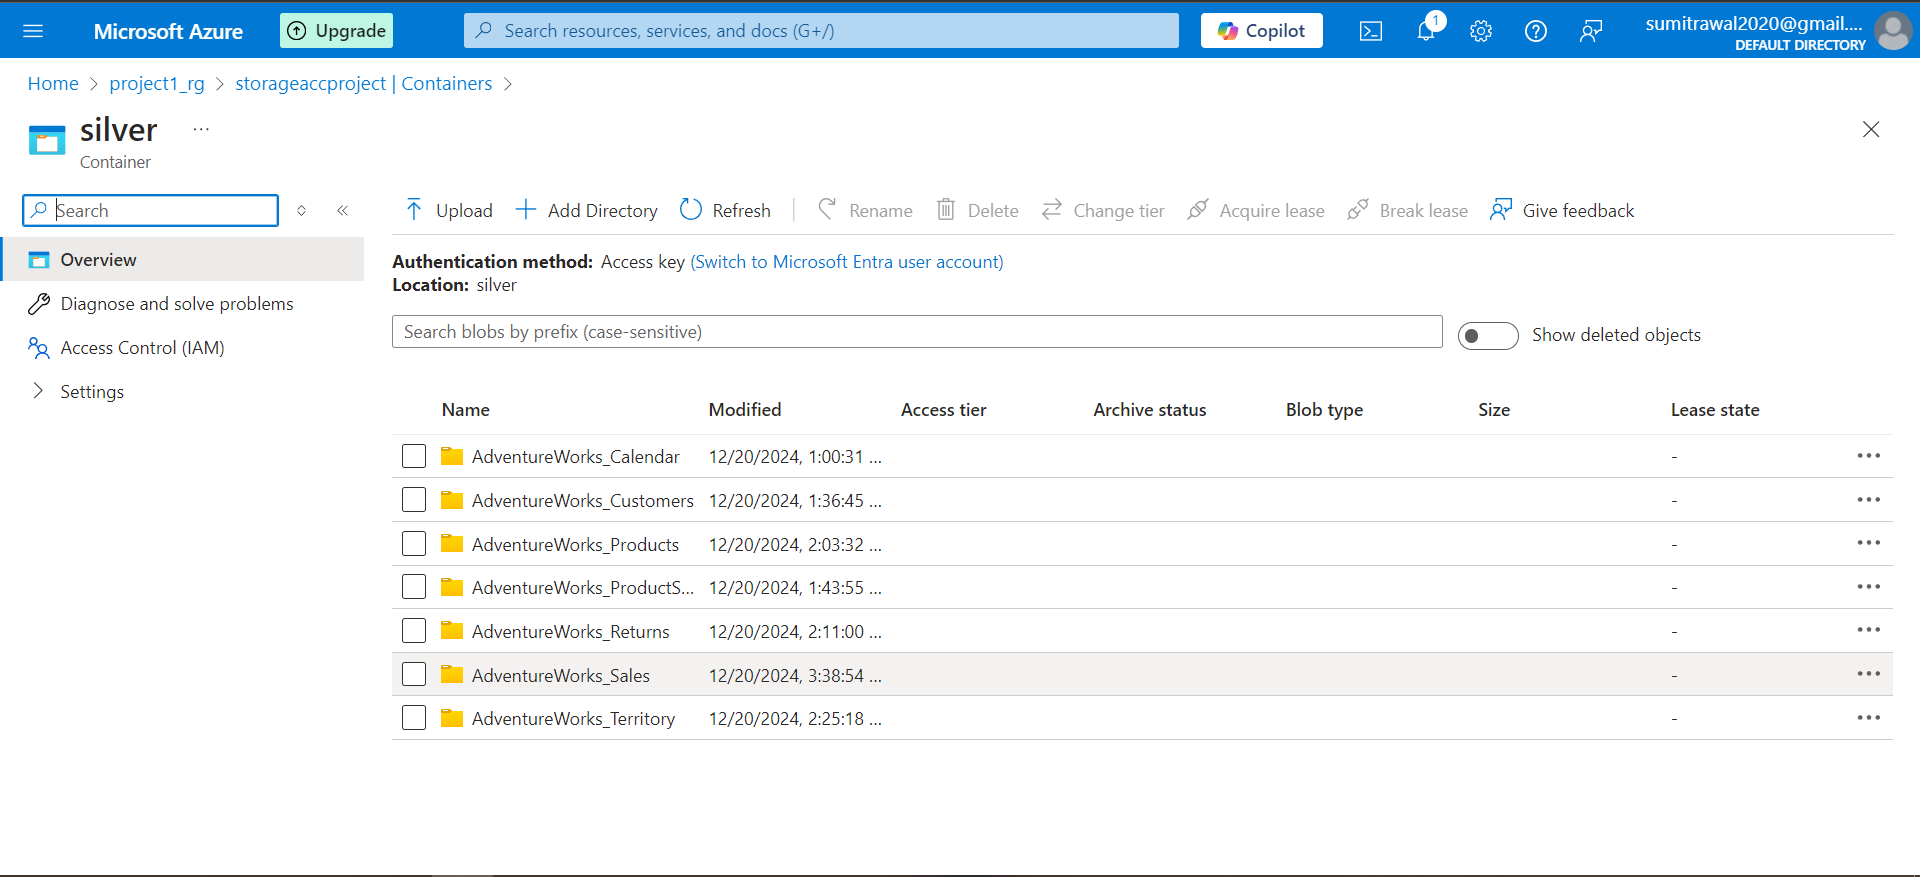 Microsoft Azure
Upgrade
Search resources, services, and docs (G+/)
Copilot
1
sumitrawal2020@gmail....
DEFAULT DIRECTORY
Home > project1_rg > storageaccproject | Containers >
silver ...
Container
Search
Overview
Diagnose and solve problems
Access Control (IAM)
Settings
Upload Add Directory Refresh Rename Delete Change tier Acquire lease Break lease Give feedback
Authentication method: Access key (Switch to Microsoft Entra user account)
Location: silver
Search blobs by prefix (case-sensitive)
Show deleted objects
Name Modified Access tier Archive status Blob type Size Lease state
AdventureWorks_Calendar 12/20/2024, 1:00:31 ... - •••
AdventureWorks_Customers 12/20/2024, 1:36:45 ... - •••
AdventureWorks_Products 12/20/2024, 2:03:32 ... - •••
AdventureWorks_ProductS... 12/20/2024, 1:43:55 ... - •••
AdventureWorks_Returns 12/20/2024, 2:11:00 ... - •••
AdventureWorks_Sales 12/20/2024, 3:38:54 ... - •••
AdventureWorks_Territory 12/20/2024, 2:25:18 ... - •••